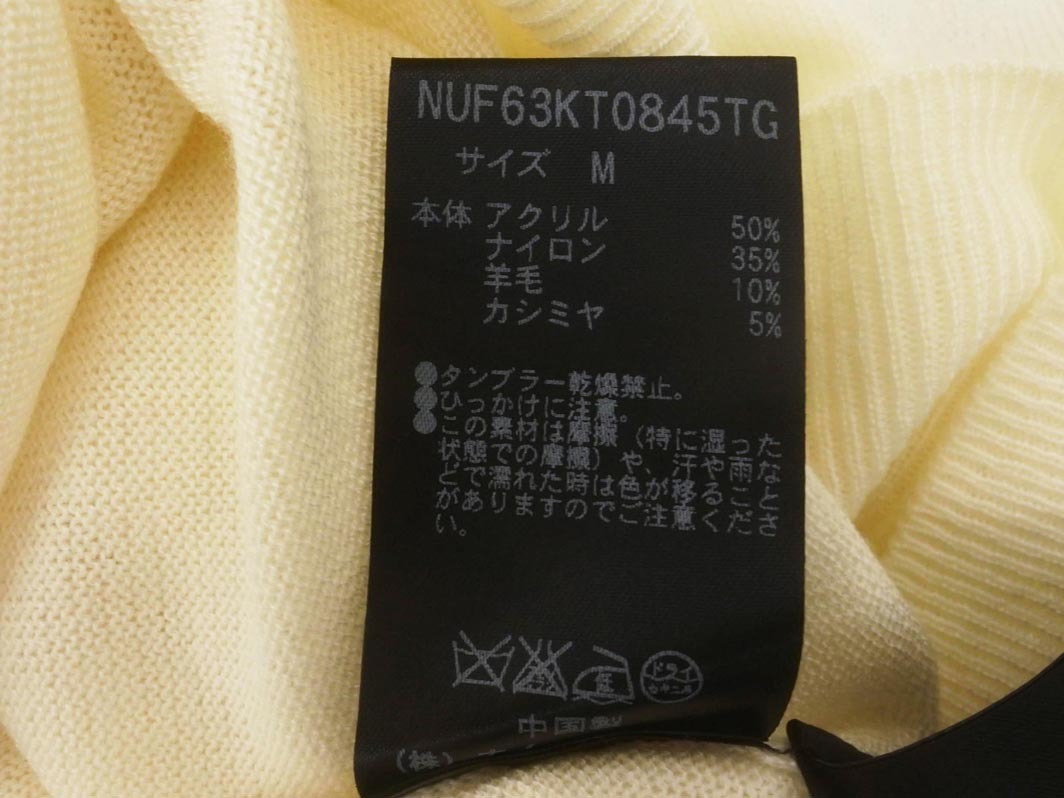 NUF63KT0845TG
サイズ M
本体 アクリル 50%
ナイロン 35%
羊毛 10%
カシミヤ 5%
●タンブラー乾燥禁止。
●ひっかけに注意。
●この素材は摩擦（特に湿った
状態での摩擦）や、汗や雨な
どで濡れた時は色が移ること
がありますのでご注意くださ
い。
ドライ
中国製
(株)